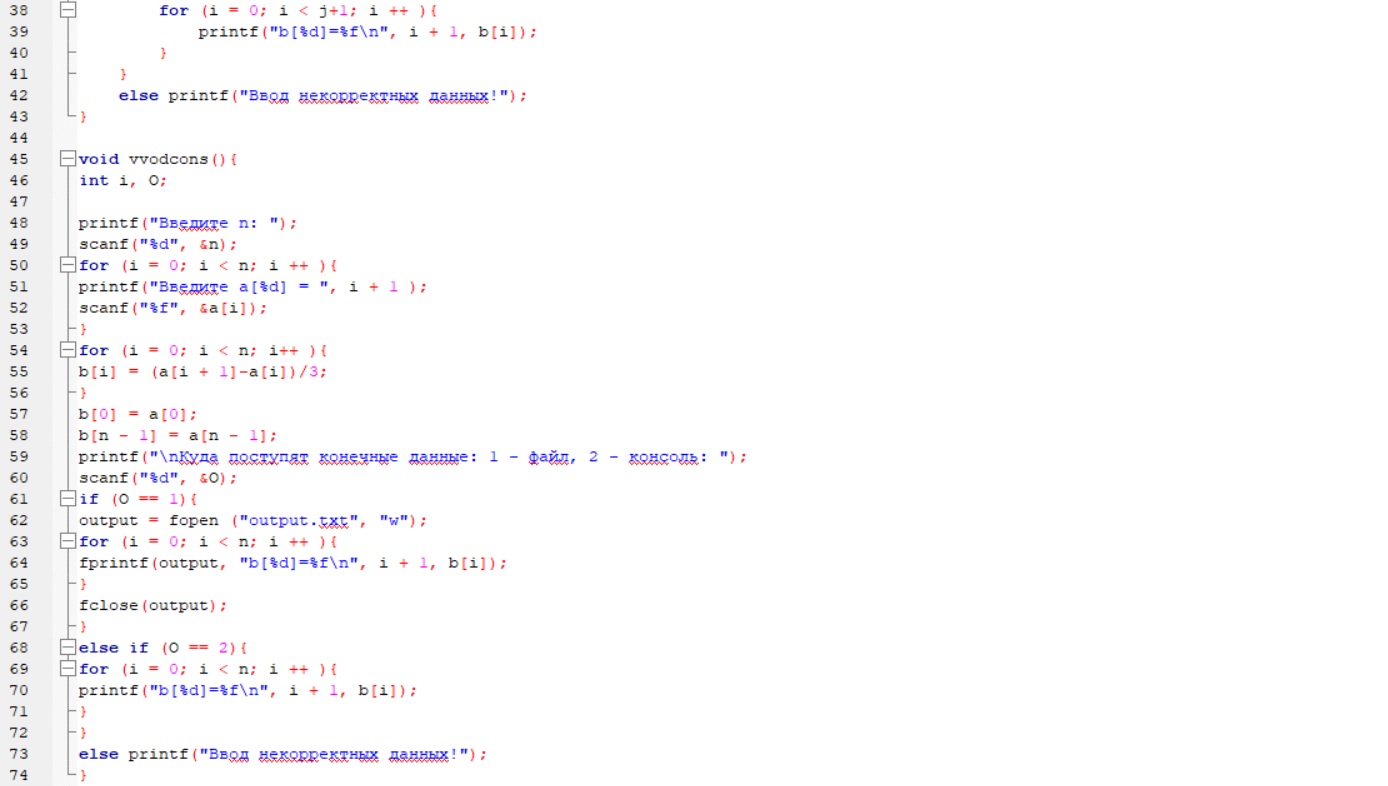 38 for (i = 0; i < j+1; i ++ ){
39 printf("b[%d]=%f\n", i + 1, b[i]);
40 }
41 }
42 else printf("Ввод некорректных данных!");
43 }
44
45 void vvodcons(){
46 int i, O;
47
48 printf("Введите n: ");
49 scanf("%d", &n);
50 for (i = 0; i < n; i ++ ){
51 printf("Введите a[%d] = ", i + 1 );
52 scanf("%f", &a[i]);
53 }
54 for (i = 0; i < n; i++ ){
55 b[i] = (a[i + 1]-a[i])/3;
56 }
57 b[0] = a[0];
58 b[n - 1] = a[n - 1];
59 printf("\nКуда поступят конечные данные: 1 - файл, 2 - консоль: ");
60 scanf("%d", &O);
61 if (O == 1){
62 output = fopen ("output.txt", "w");
63 for (i = 0; i < n; i ++ ){
64 fprintf(output, "b[%d]=%f\n", i + 1, b[i]);
65 }
66 fclose(output);
67 }
68 else if (O == 2){
69 for (i = 0; i < n; i ++ ){
70 printf("b[%d]=%f\n", i + 1, b[i]);
71 }
72 }
73 else printf("Ввод некорректных данных!");
74 }